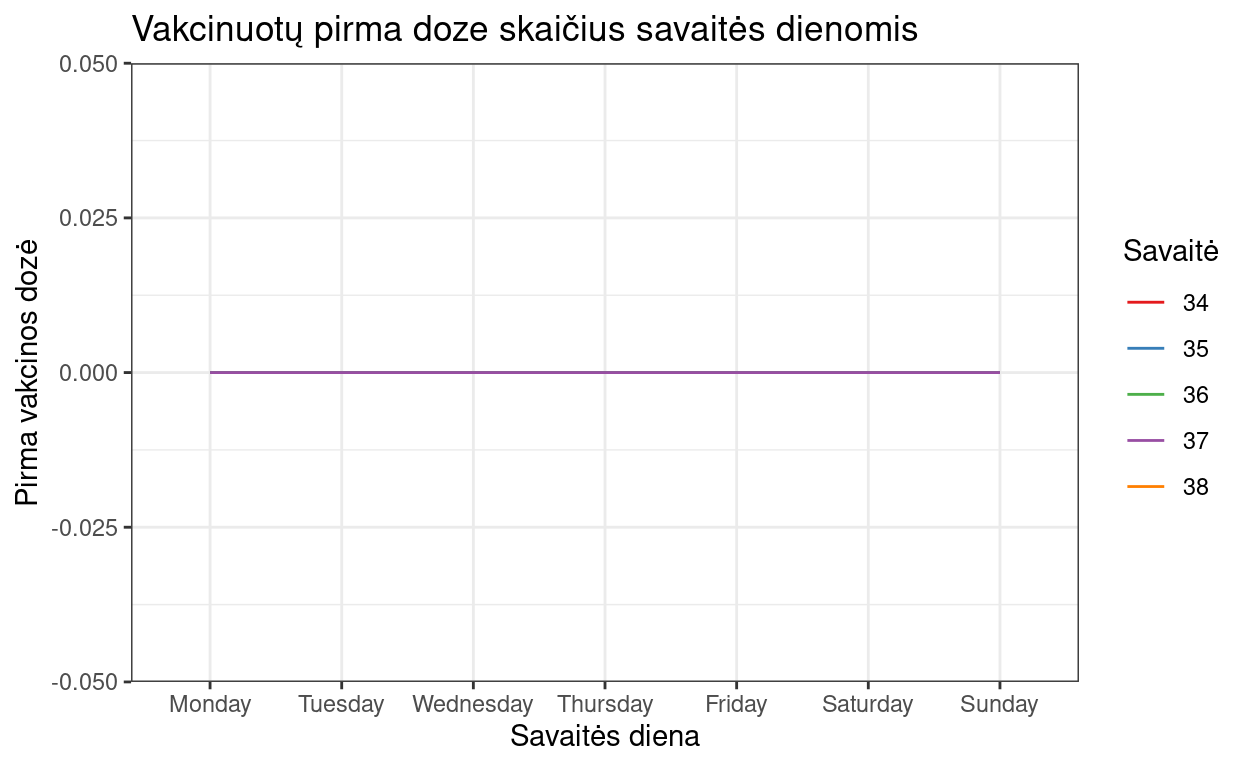 Vakcinuotų pirma doze skaičius savaitės dienomis
Pirma vakcinos dozė
0.050
0.025
0.000
-0.025
-0.050
Monday Tuesday Wednesday Thursday Friday Saturday Sunday
Savaitės diena
Savaitė
34
35
36
37
38